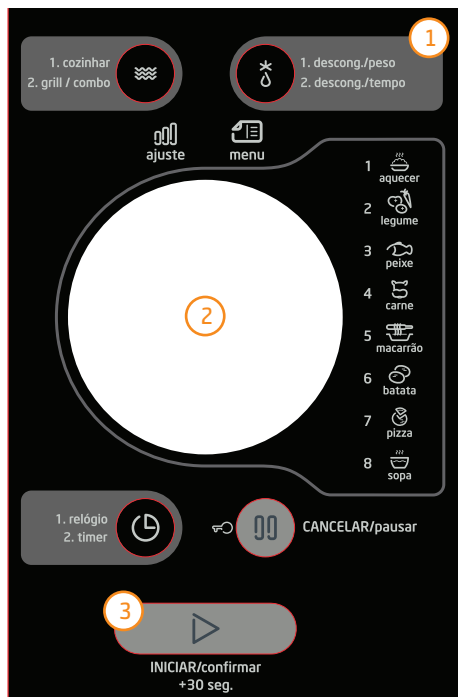 1
1. cozinhar
2. grill / combo
1. descong./peso
2. descong./tempo
ajuste
menu
1 aquecer
2 legume
3 peixe
4 carne
5 macarrão
6 batata
7 pizza
8 sopa
2
1. relógio
2. timer
CANCELAR/pausar
3
INICIAR/confirmar
+30 seg.